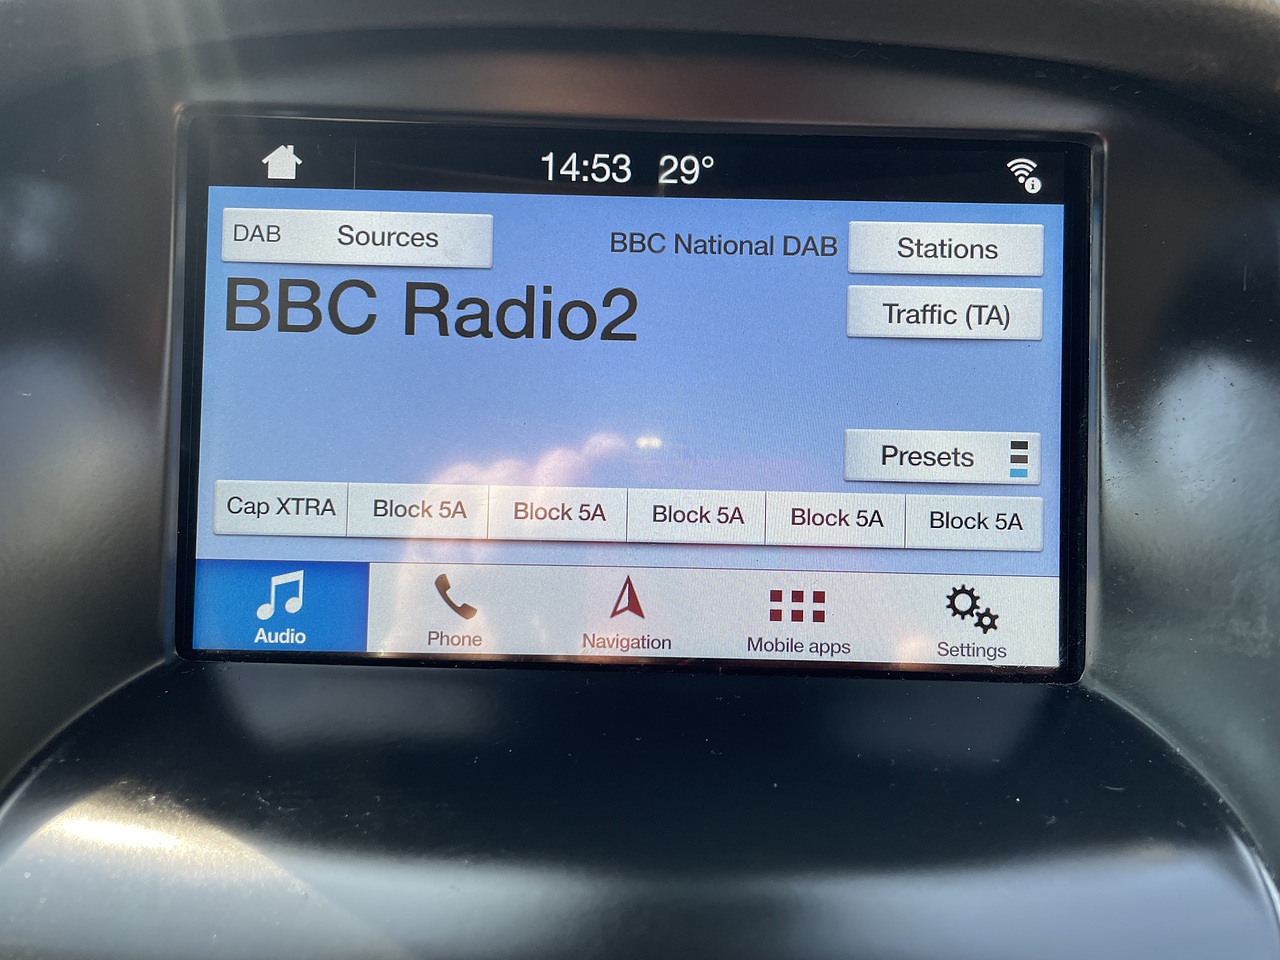 14:53 29°
DAB Sources
BBC National DAB
Stations
BBC Radio2
Traffic (TA)
Presets
Cap XTRA
Block 5A
Block 5A
Block 5A
Block 5A
Block 5A
Audio
Phone
Navigation
Mobile apps
Settings